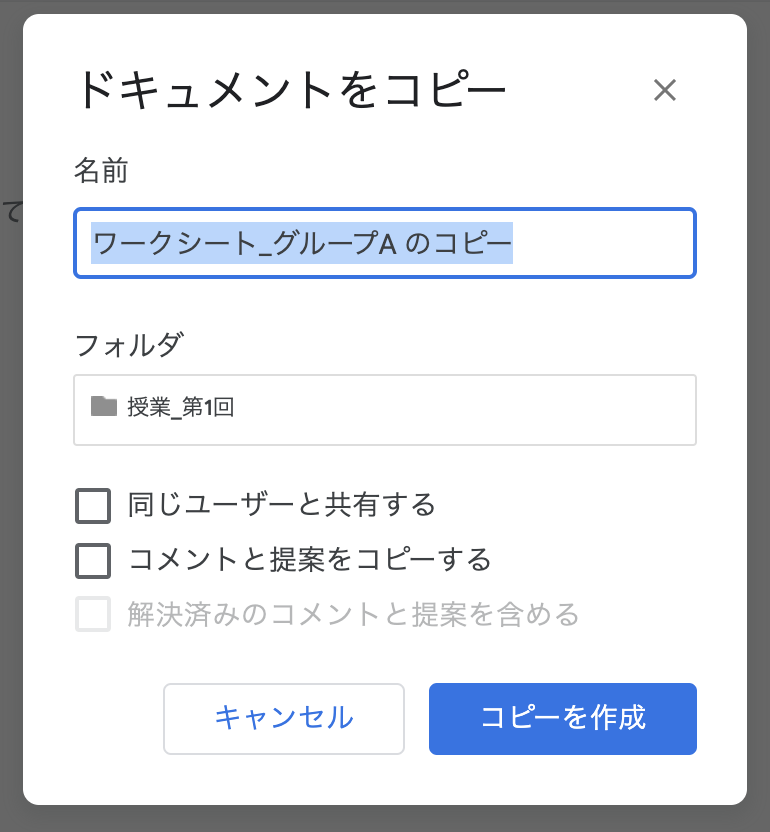 ドキュメントをコピー
名前
て
ワークシート_グループA のコピー
フォルダ
授業_第1回
同じユーザーと共有する
コメントと提案をコピーする
解決済みのコメントと提案を含める
キャンセル
コピーを作成